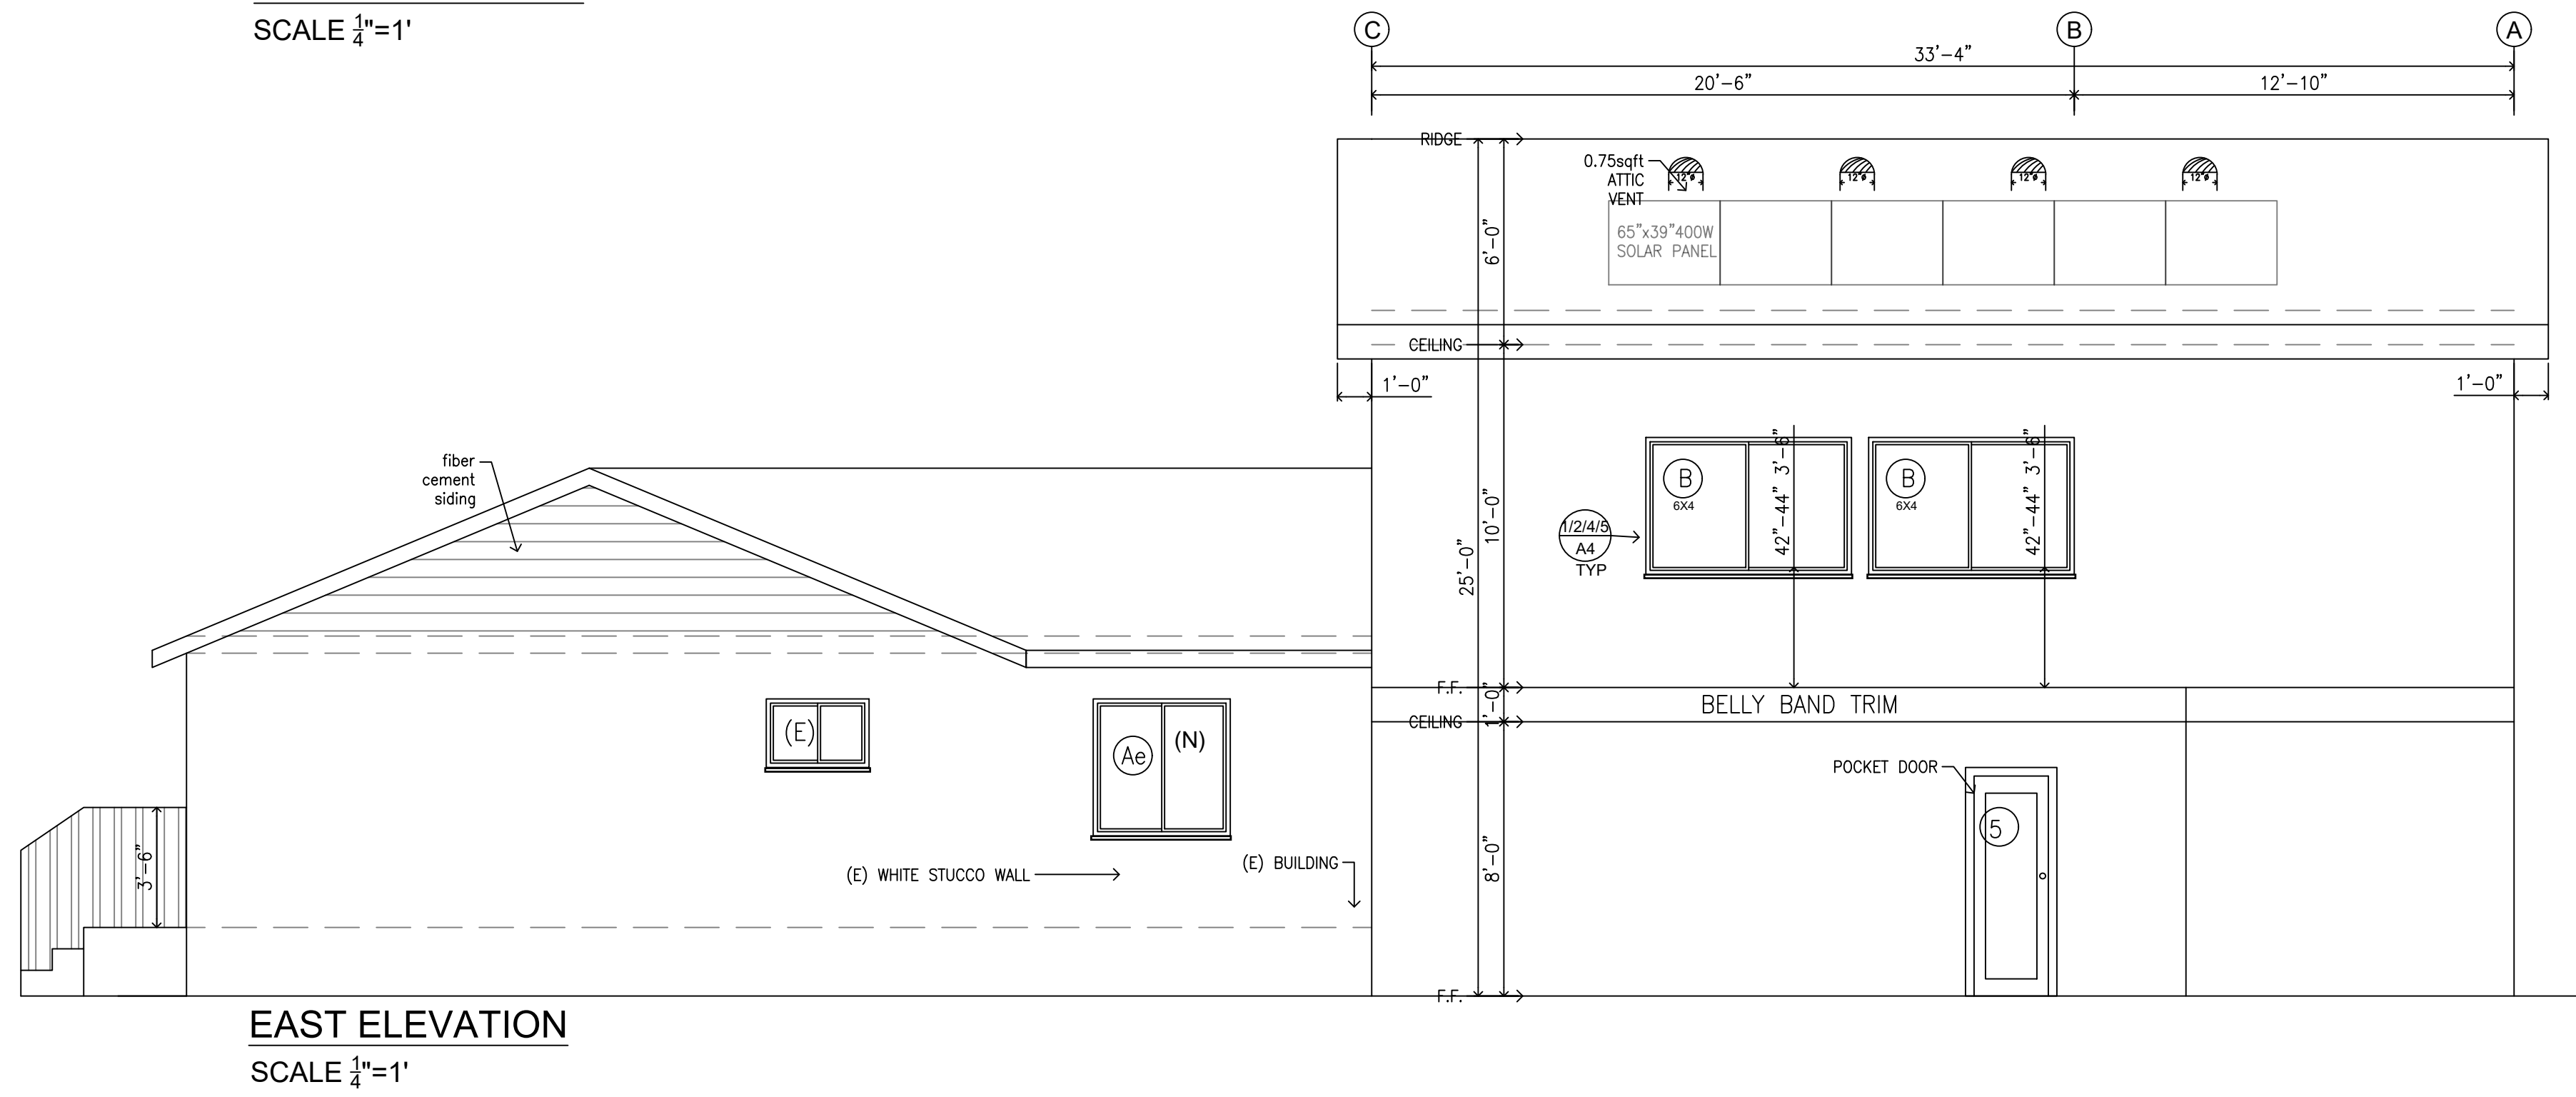 SCALE 1/4"=1'
C
B
A
33'-4"
20'-6"
12'-10"
RIDGE
0.75sqft
ATTIC
VENT
12"ø
12"ø
12"ø
12"ø
65"x39"400W
SOLAR PANEL
6'-0"
CEILING
1'-0"
1'-0"
fiber
cement
siding
B
6X4
3'-6"
42"-44"
B
6X4
3'-6"
42"-44"
1/2/4/5
A4
TYP
10'-0"
25'-0"
F.F.
1'-0"
CEILING
BELLY BAND TRIM
(E)
Ae
(N)
POCKET DOOR
5
3'-6"
(E) WHITE STUCCO WALL
(E) BUILDING
8'-0"
F.F.
EAST ELEVATION
SCALE 1/4"=1'